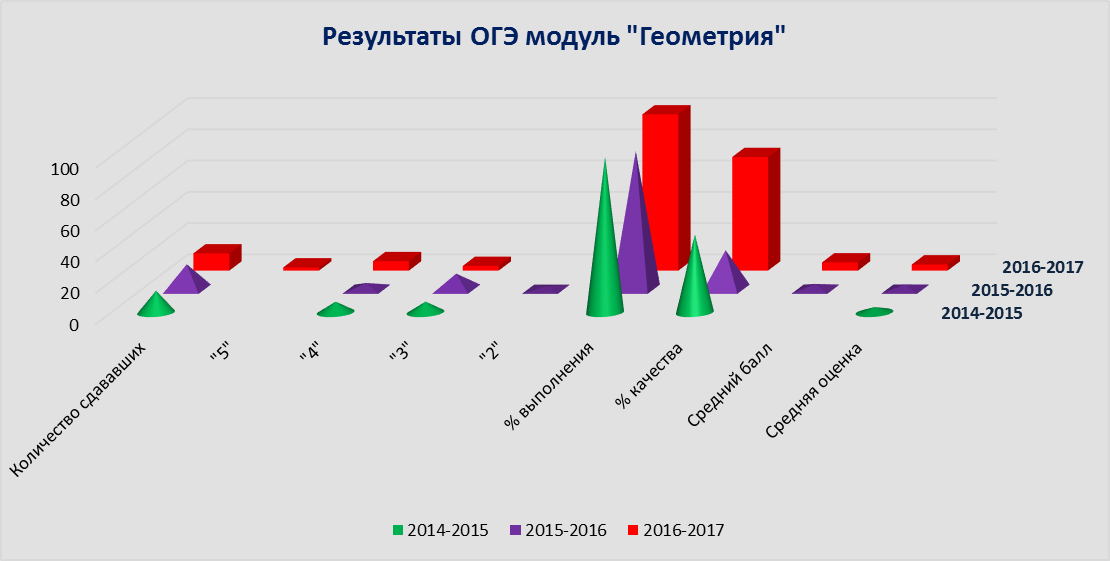 Результаты ОГЭ модуль "Геометрия"
100
80
60
40
20
0
2016-2017
2015-2016
2014-2015
Количество сдававших
"5"
"4"
"3"
"2"
% выполнения
% качества
Средний балл
Средняя оценка
2014-2015 2015-2016 2016-2017